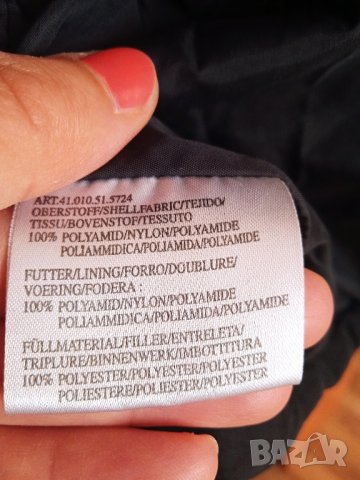 ART.41.010.51.5724
OBERSTOFF/SHELLFABRIC/TEJIDO/
TISSU/BOVENSTOF/TESSUTO
100% POLYAMID/NYLON/POLYAMIDE
POLIAMMIDICA/POLIAMIDA/POLYAMIDE
FUTTER/LINING/FORRO/DOUBLURE/
VOERING/FODERA :
100% POLYAMID/NYLON/POLYAMIDE
POLIAMMIDICA/POLIAMIDA/POLYAMIDE
FÜLLMATERIAL/FILLER/ENTRELETA/
TRIPLURE/BINNENWERK/IMBOTTITURA
100% POLYESTER/POLYESTER/POLYESTER
POLIESTERE/POLIESTER/POLYESTER
BAZAR
bg